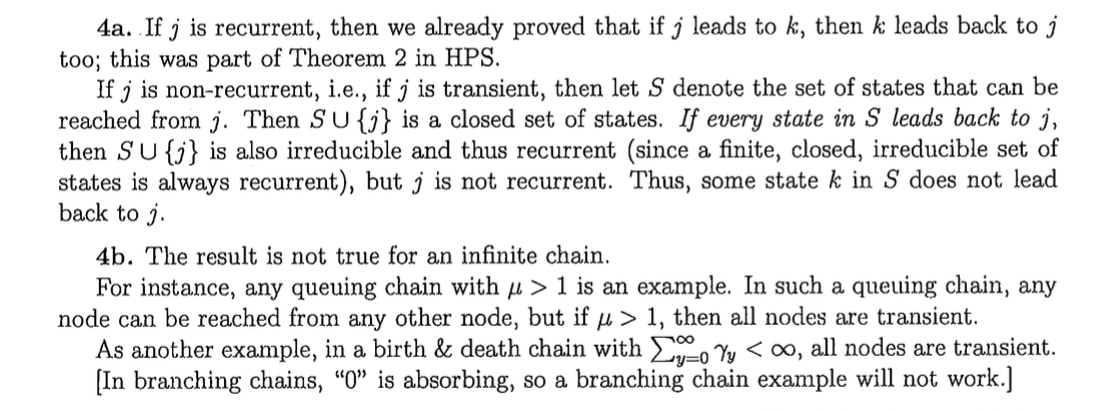 4a. If j is recurrent, then we already proved that if j leads to k, then k leads back to j
too; this was part of Theorem 2 in HPS.
If j is non-recurrent, i.e., if j is transient, then let S denote the set of states that can be
reached from j. Then S ∪ {j} is a closed set of states. If every state in S leads back to j,
then S ∪ {j} is also irreducible and thus recurrent (since a finite, closed, irreducible set of
states is always recurrent), but j is not recurrent. Thus, some state k in S does not lead
back to j.
4b. The result is not true for an infinite chain.
For instance, any queuing chain with μ > 1 is an example. In such a queuing chain, any
node can be reached from any other node, but if μ > 1, then all nodes are transient.
As another example, in a birth & death chain with ∑_{y=0}^{∞} γ_y < ∞, all nodes are transient.
[In branching chains, “0” is absorbing, so a branching chain example will not work.]